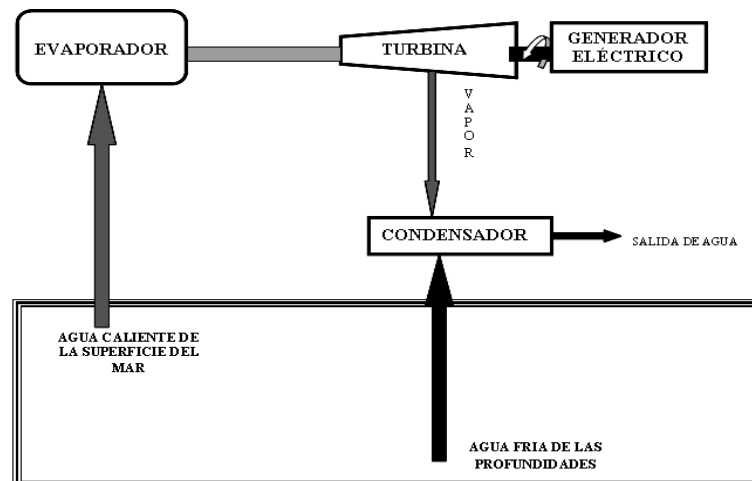 EVAPORADOR
TURBINA
GENERADOR
ELÉCTRICO
VAPOR
CONDENSADOR
SALIDA DE AGUA
AGUA CALIENTE DE
LA SUPERFICIE DEL
MAR
AGUA FRIA DE LAS
PROFUNDIDADES